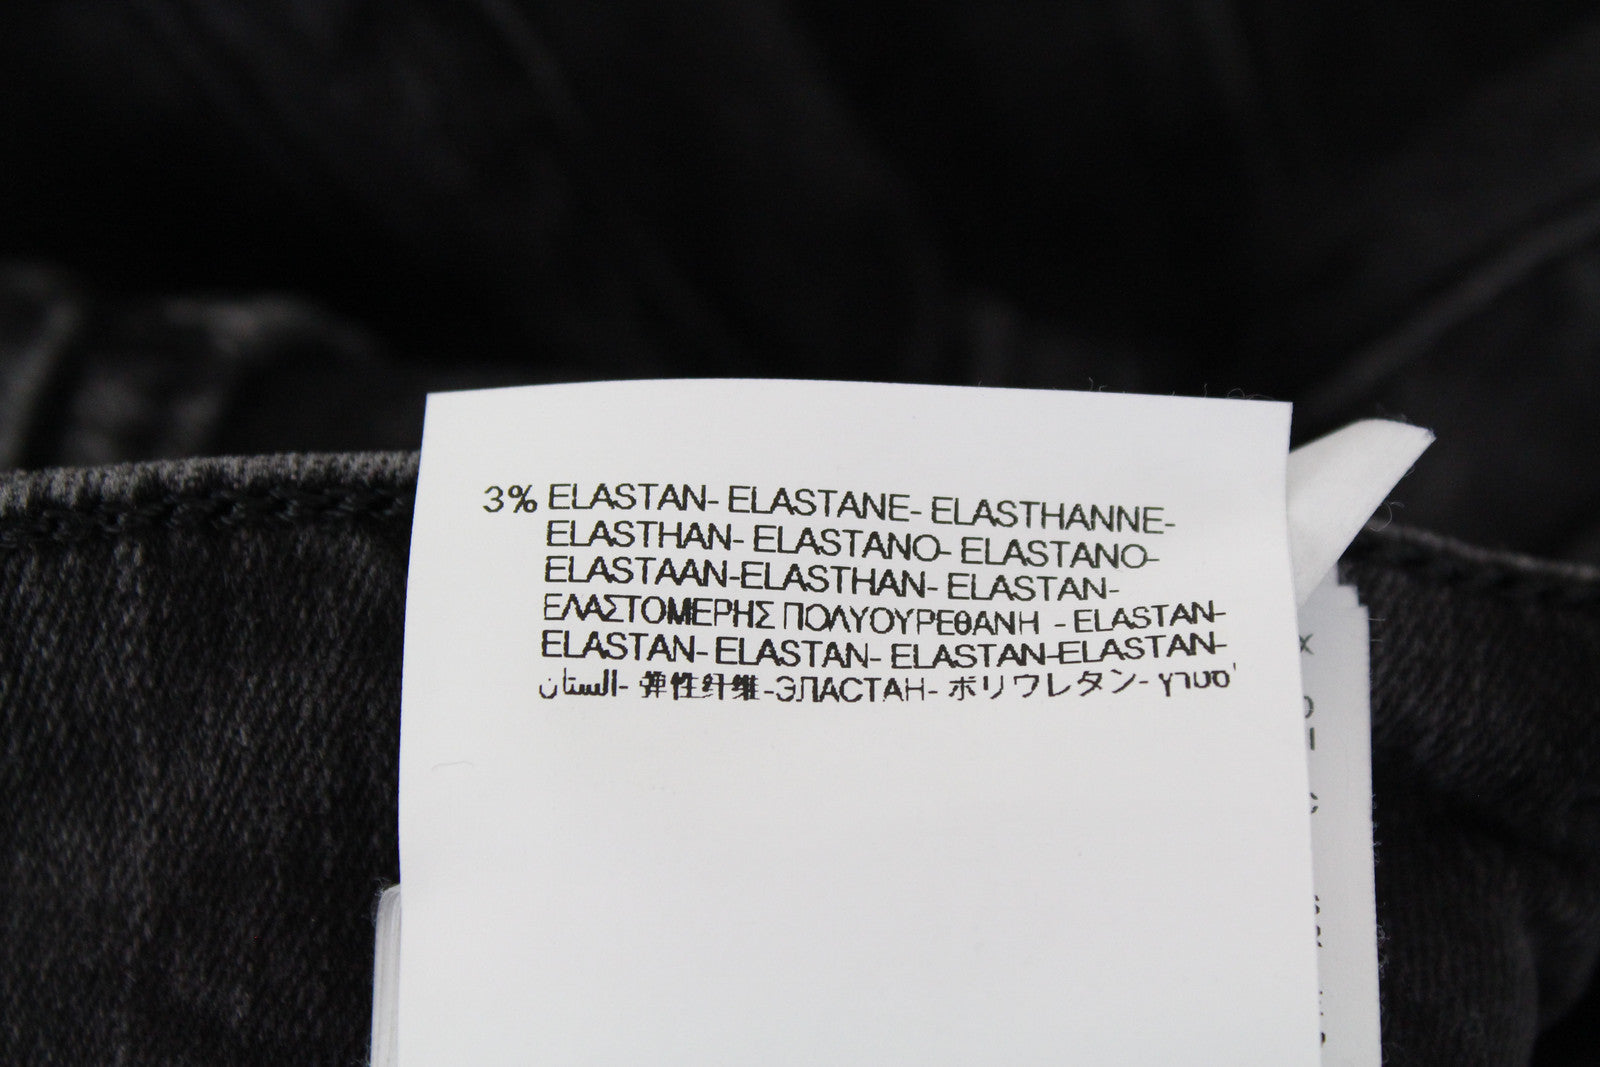 3% ELASTAN- ELASTANE- ELASTHANNE-
ELASTHAN- ELASTANO- ELASTANO-
ELASTAAN-ELASTHAN- ELASTAN-
ΕΛΑΣΤΟΜΕΡΗΣ ΠΟΛΥΟΥΡΕΘΑΝΗ - ELASTAN-
ELASTAN- ELASTAN- ELASTAN-ELASTAN-
الستان- 弹性纤维-ЭЛАСТАН- ポリウレタン-